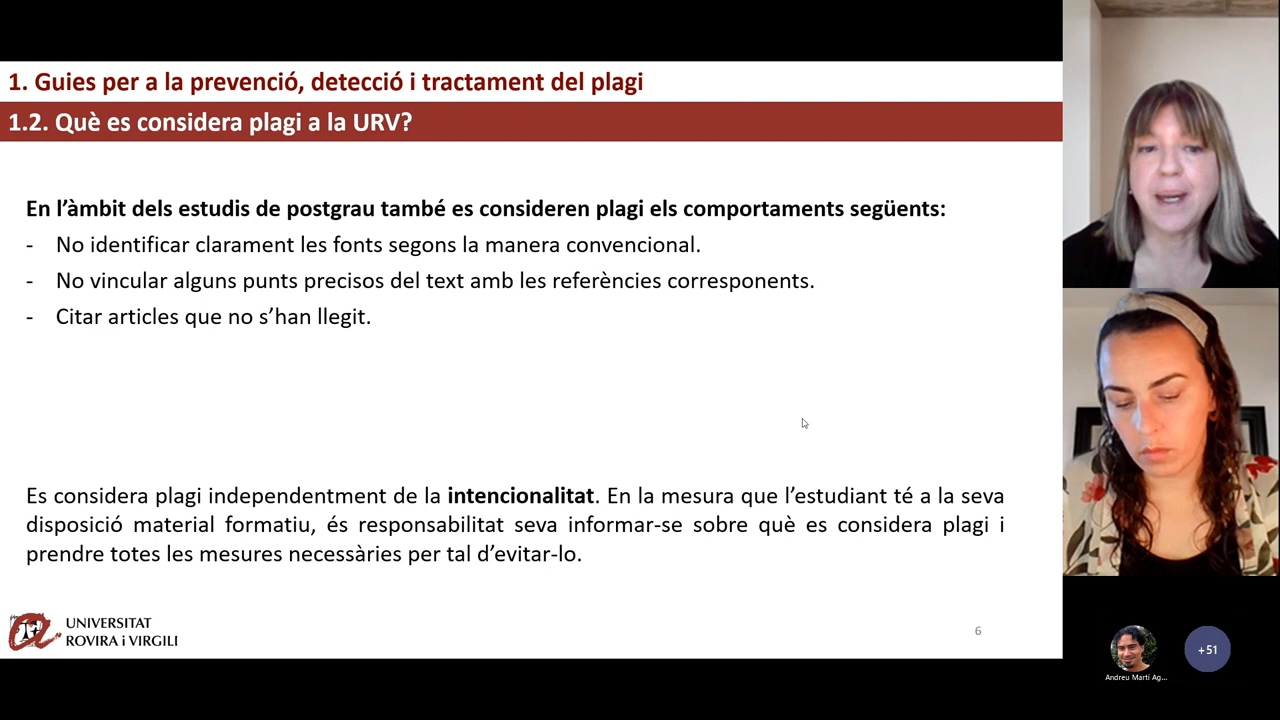 1. Guies per a la prevenció, detecció i tractament del plagi
1.2. Què es considera plagi a la URV?
En l’àmbit dels estudis de postgrau també es consideren plagi els comportaments següents:
- No identificar clarament les fonts segons la manera convencional.
- No vincular alguns punts precisos del text amb les referències corresponents.
- Citar articles que no s’han llegit.
Es considera plagi independentment de la intencionalitat. En la mesura que l’estudiant té a la seva
disposició material formatiu, és responsabilitat seva informar-se sobre què es considera plagi i
prendre totes les mesures necessàries per tal d’evitar-lo.
UNIVERSITAT
ROVIRA i VIRGILI
6
+51
Andreu Martí Ag...